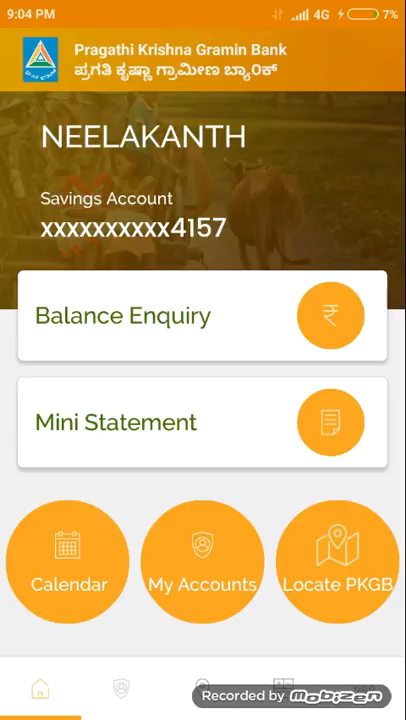 9:04 PM
4G
7%
Pragathi Krishna Gramin Bank
ಪ್ರಗತಿ ಕೃಷ್ಣಾ ಗ್ರಾಮೀಣ ಬ್ಯಾ೦ಕ್
NEELAKANTH
Savings Account
xxxxxxxxxx4157
Balance Enquiry
₹
Mini Statement
Calendar
My Accounts
Locate PKGB
Recorded by Mobizen